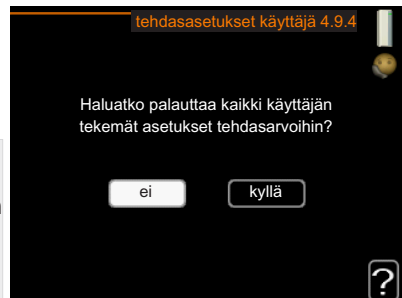 tehdasasetukset käyttäjä 4.9.4
Haluatko palauttaa kaikki käyttäjän
tekemät asetukset tehdasarvoihin?
ei
kyllä
?